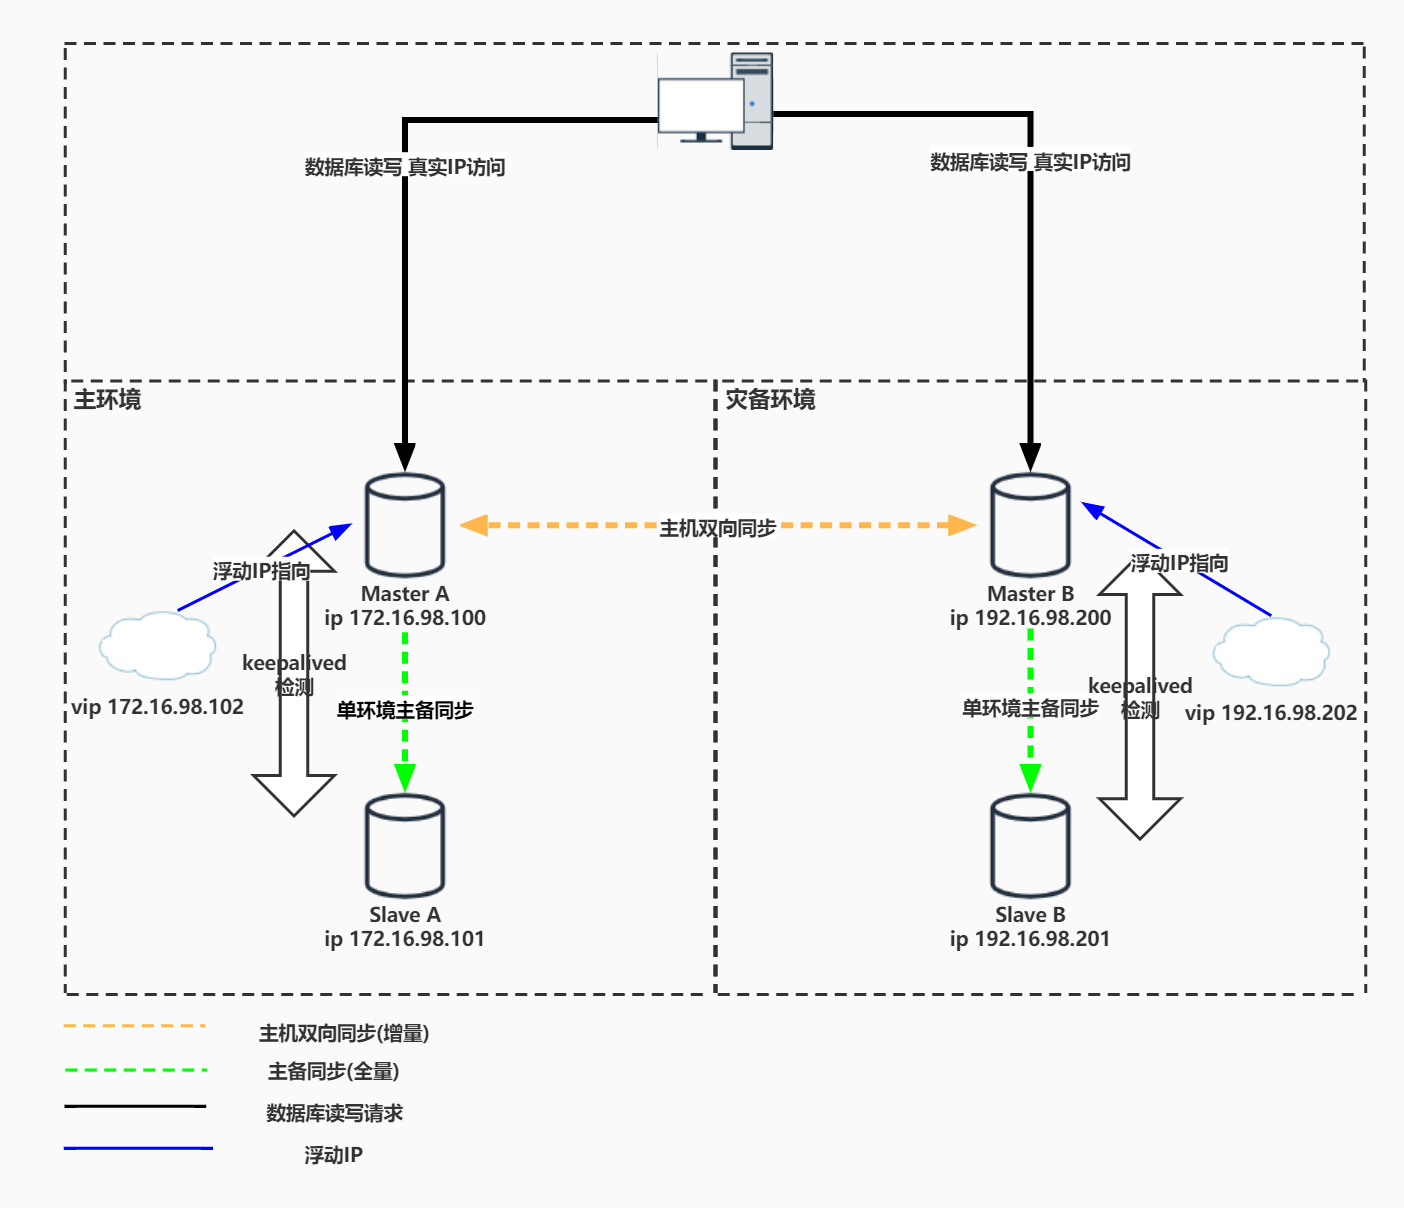 数据库读写 真实IP访问
数据库读写 真实IP访问
主环境
灾备环境
主机双向同步
浮动IP指向
浮动IP指向
Master A
ip 172.16.98.100
Master B
ip 192.16.98.200
keepalived
检测
keepalived
检测
vip 172.16.98.102
单环境主备同步
单环境主备同步
vip 192.16.98.202
Slave A
ip 172.16.98.101
Slave B
ip 192.16.98.201
主机双向同步(增量)
主备同步(全量)
数据库读写请求
浮动IP